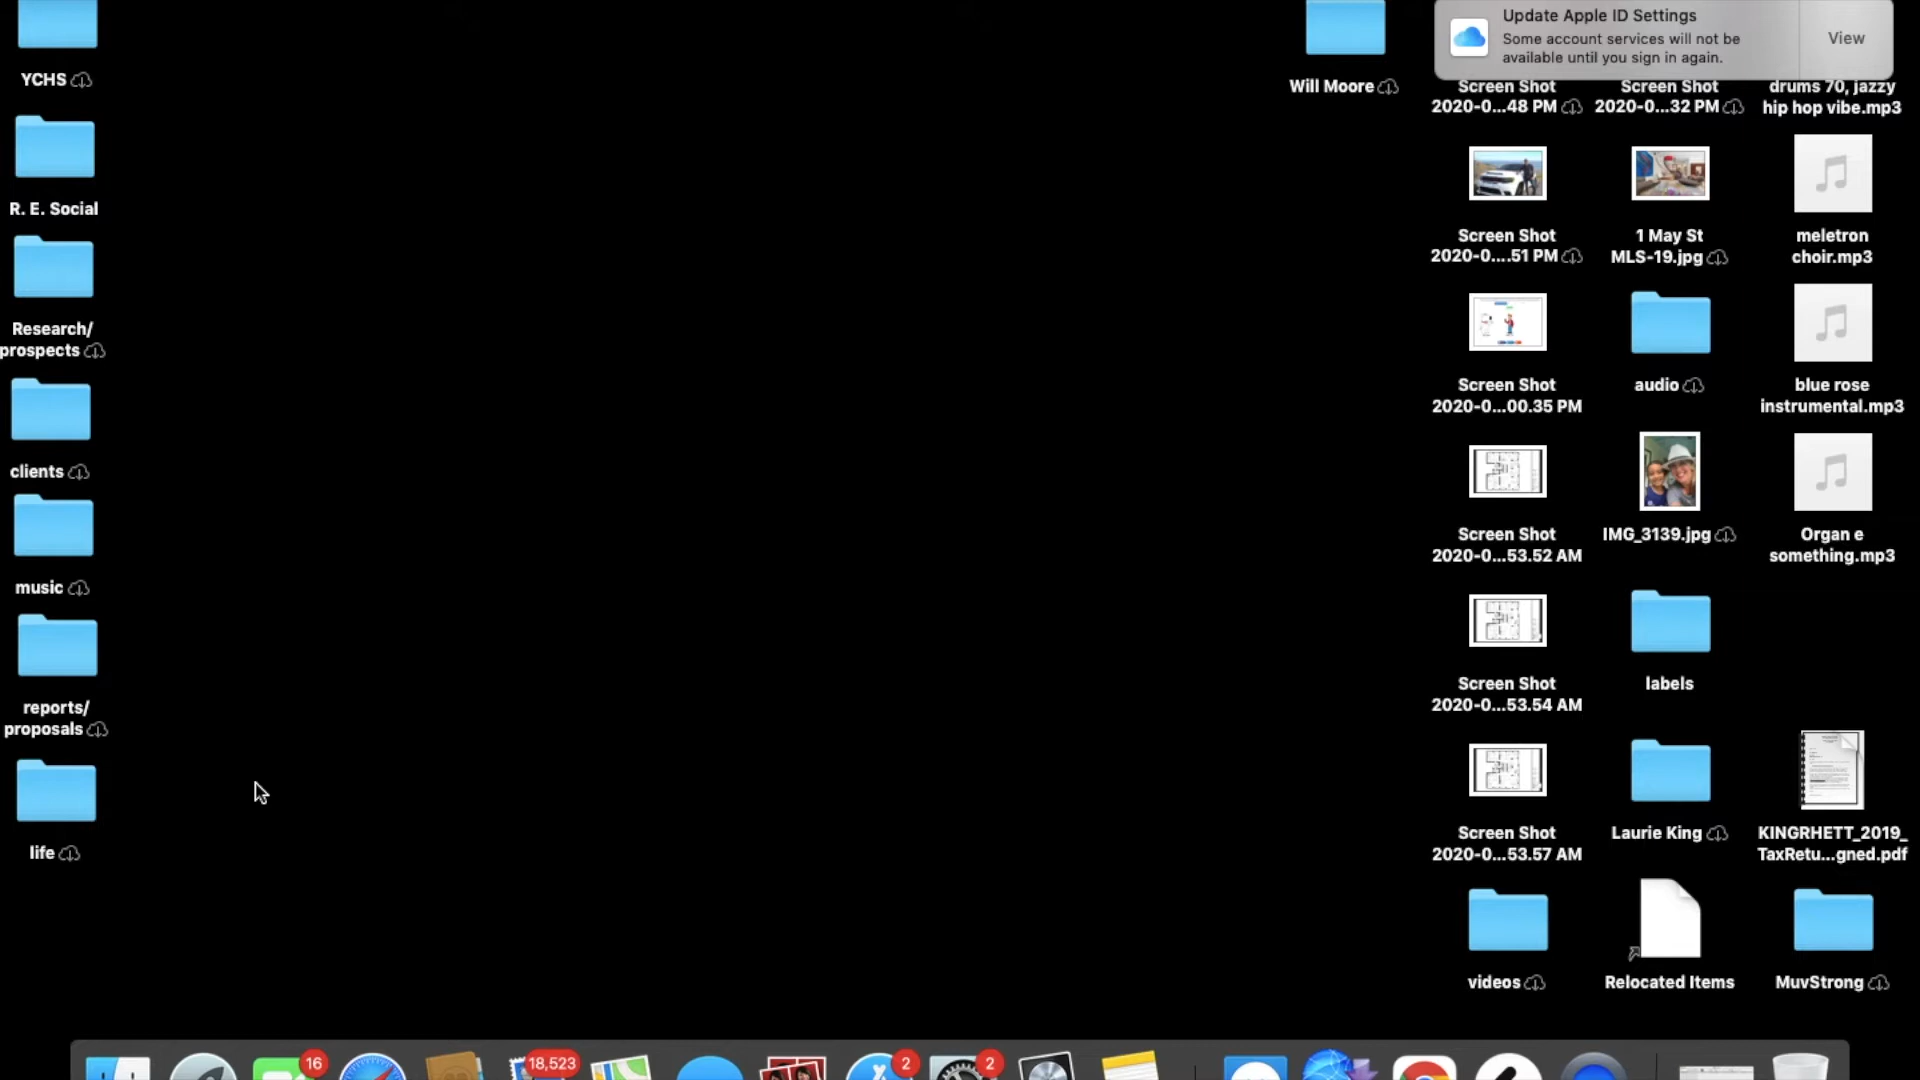 YCHS
R. E. Social
Research/
prospects
clients
music
reports/
proposals
life
Will Moore
Update Apple ID Settings
Some account services will not be
available until you sign in again.
View
Screen Shot
2020-0...48 PM
Screen Shot
2020-0...32 PM
drums 70, jazzy
hip hop vibe.mp3
Screen Shot
2020-0....51 PM
1 May St
MLS-19.jpg
meletron
choir.mp3
Screen Shot
2020-0...00.35 PM
audio
blue rose
instrumental.mp3
Screen Shot
2020-0...53.52 AM
IMG_3139.jpg
Organ e
something.mp3
Screen Shot
2020-0...53.54 AM
labels
Screen Shot
2020-0...53.57 AM
Laurie King
KINGRHETT_2019_
TaxRetu...gned.pdf
videos
Relocated Items
MuvStrong
16
18,523
2
2